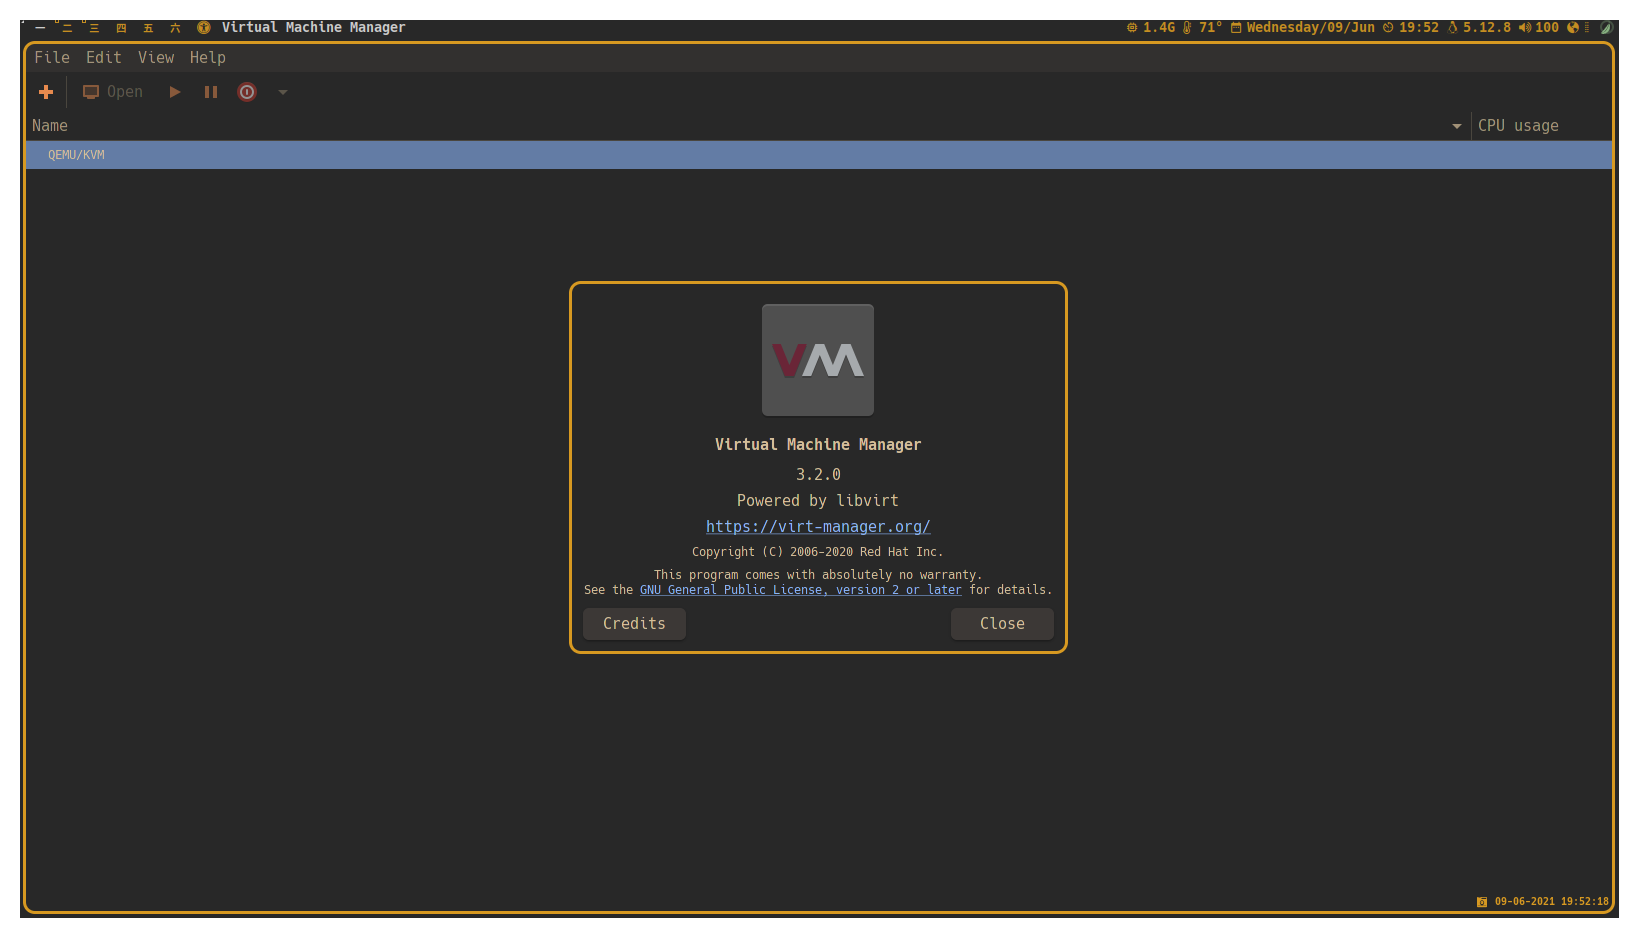 一 二 三 四 五 六 Virtual Machine Manager 1.4G 71° Wednesday/09/Jun 19:52 5.12.8 100
File Edit View Help
Open
Name CPU usage
QEMU/KVM
VM
Virtual Machine Manager
3.2.0
Powered by libvirt
https://virt-manager.org/
Copyright (C) 2006-2020 Red Hat Inc.
This program comes with absolutely no warranty.
See the GNU General Public License, version 2 or later for details.
Credits Close
09-06-2021 19:52:18